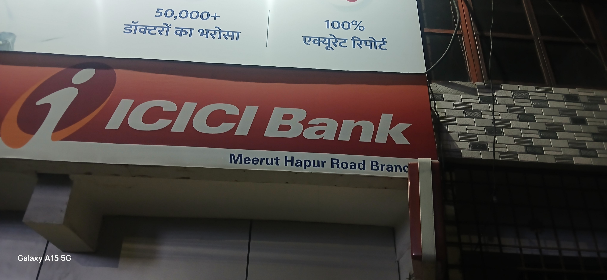 50,000+
डॉक्टरों का भरोसा
100%
एक्यूरेट रिपोर्ट
ICICI Bank
Meerut Hapur Road Branc
Galaxy A15 5G